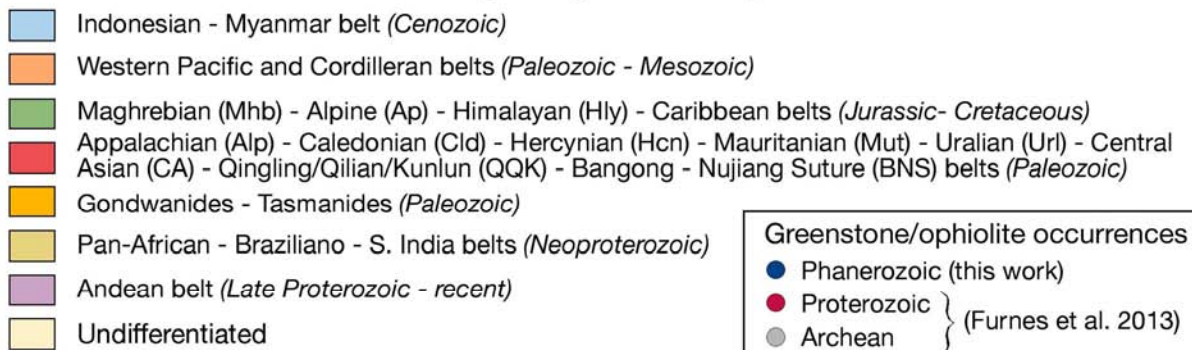 Indonesian - Myanmar belt (Cenozoic)
Western Pacific and Cordilleran belts (Paleozoic - Mesozoic)
Maghrebian (Mhb) - Alpine (Ap) - Himalayan (Hly) - Caribbean belts (Jurassic- Cretaceous)
Appalachian (Alp) - Caledonian (Cld) - Hercynian (Hcn) - Mauritanian (Mut) - Uralian (Url) - Central
Asian (CA) - Qingling/Qilian/Kunlun (QQK) - Bangong - Nujiang Suture (BNS) belts (Paleozoic)
Gondwanides - Tasmanides (Paleozoic)
Pan-African - Braziliano - S. India belts (Neoproterozoic)
Andean belt (Late Proterozoic - recent)
Undifferentiated
Greenstone/ophiolite occurrences
Phanerozoic (this work)
Proterozoic
Archean
(Furnes et al. 2013)